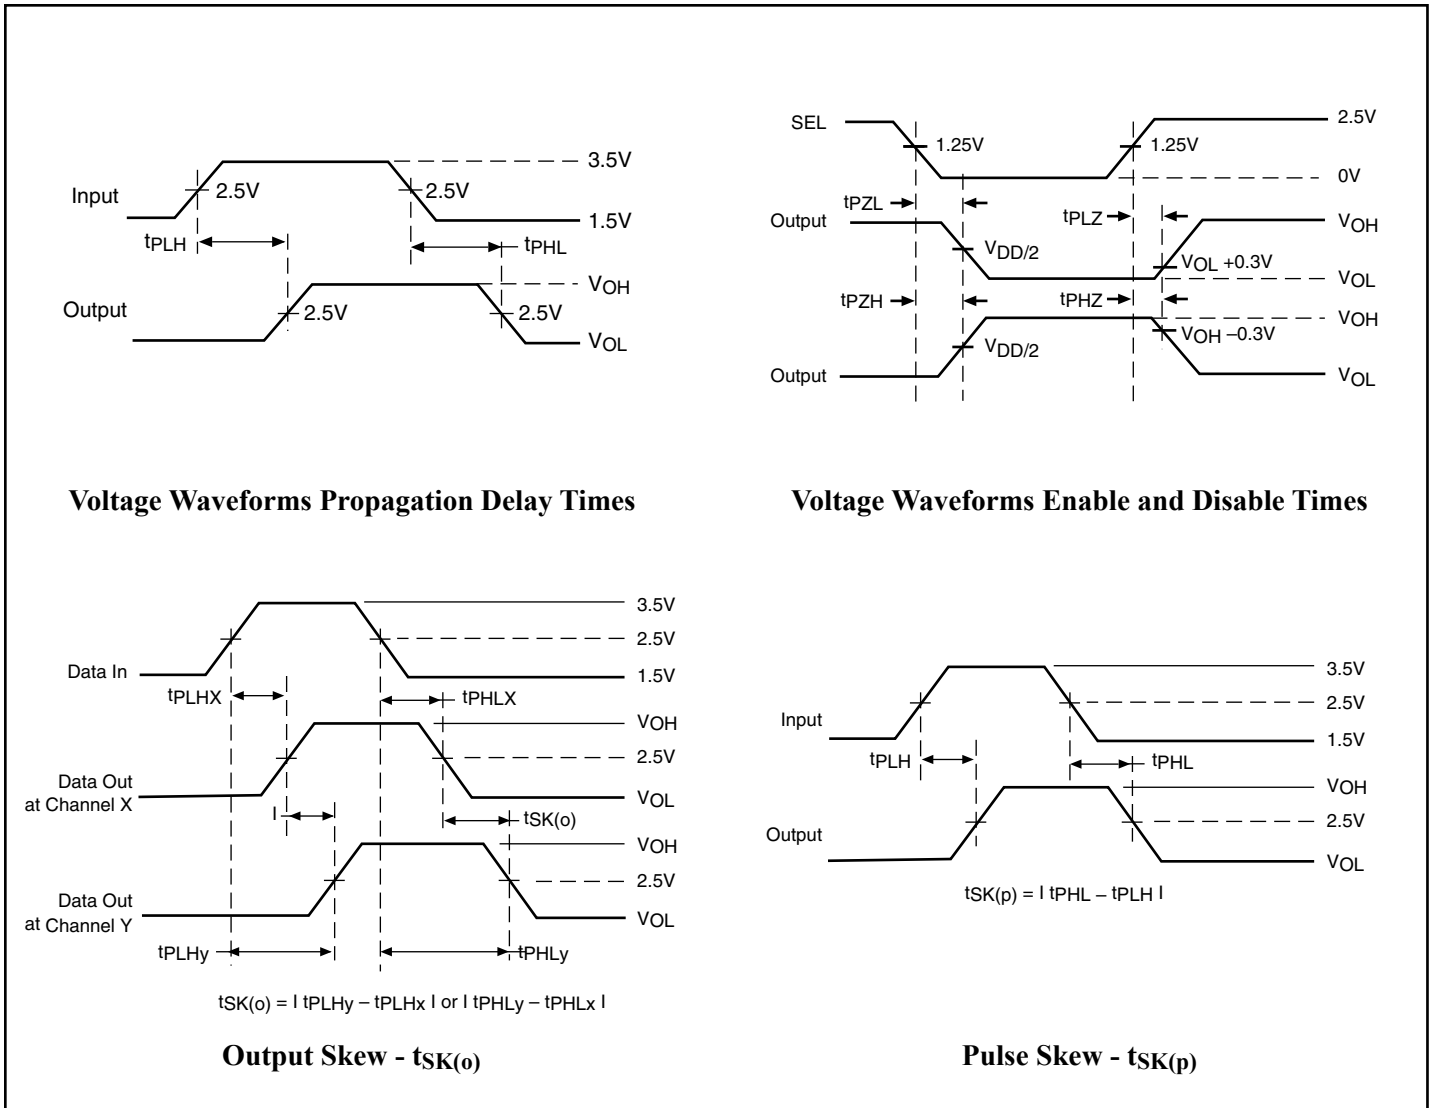 3.5V
Input
2.5V
2.5V
1.5V
tPLH
tPHL
VOH
Output
2.5V
2.5V
VOL
Voltage Waveforms Propagation Delay Times
SEL
2.5V
1.25V
1.25V
0V
tPZL
tPLZ
Output
VOH
VDD/2
VOL +0.3V
VOL
tPZH
tPHZ
VOH
VDD/2
VOH –0.3V
Output
VOL
Voltage Waveforms Enable and Disable Times
3.5V
2.5V
Data In
1.5V
tPLHX
tPHLX
VOH
2.5V
Data Out
at Channel X
VOL
I
tSK(o)
VOH
2.5V
Data Out
at Channel Y
VOL
tPLHy
tPHLy
tSK(o) = I tPLHy – tPLHx I or I tPHLy – tPHLx I
Output Skew - tSK(o)
3.5V
2.5V
Input
1.5V
tPLH
tPHL
VOH
2.5V
Output
VOL
tSK(p) = I tPHL – tPLH I
Pulse Skew - tSK(p)